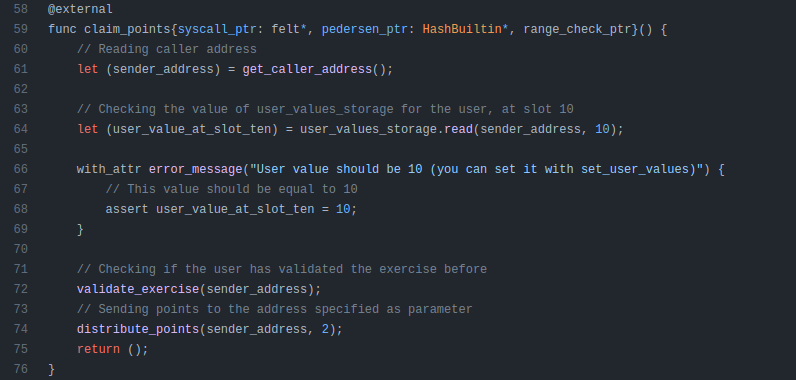 58 @external
59 func claim_points{syscall_ptr: felt*, pedersen_ptr: HashBuiltin*, range_check_ptr}() {
60     // Reading caller address
61     let (sender_address) = get_caller_address();
62
63     // Checking the value of user_values_storage for the user, at slot 10
64     let (user_value_at_slot_ten) = user_values_storage.read(sender_address, 10);
65
66     with_attr error_message("User value should be 10 (you can set it with set_user_values)") {
67         // This value should be equal to 10
68         assert user_value_at_slot_ten = 10;
69     }
70
71     // Checking if the user has validated the exercise before
72     validate_exercise(sender_address);
73     // Sending points to the address specified as parameter
74     distribute_points(sender_address, 2);
75     return ();
76 }